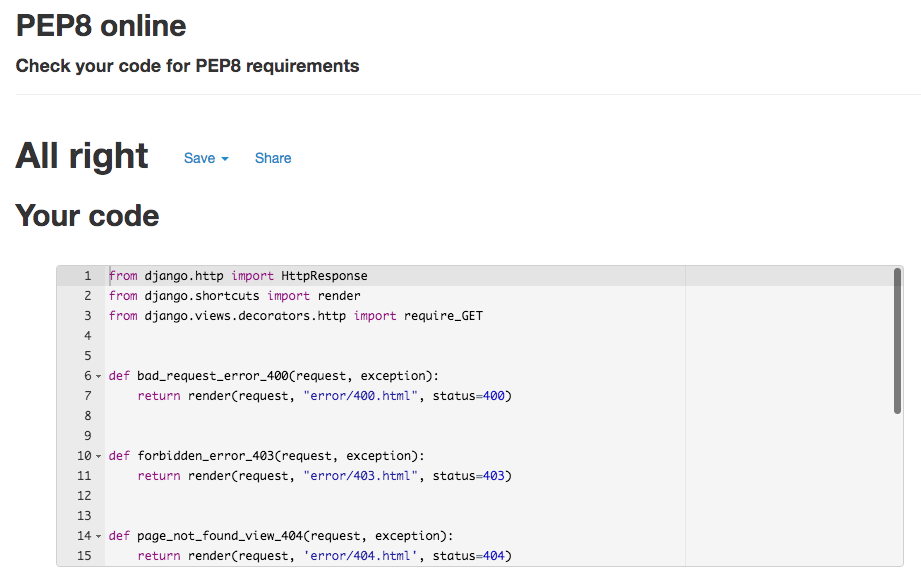 PEP8 online
Check your code for PEP8 requirements
All right Save Share
Your code
1 from django.http import HttpResponse
2 from django.shortcuts import render
3 from django.views.decorators.http import require_GET
4
5
6 def bad_request_error_400(request, exception):
7     return render(request, "error/400.html", status=400)
8
9
10 def forbidden_error_403(request, exception):
11     return render(request, "error/403.html", status=403)
12
13
14 def page_not_found_view_404(request, exception):
15     return render(request, 'error/404.html', status=404)